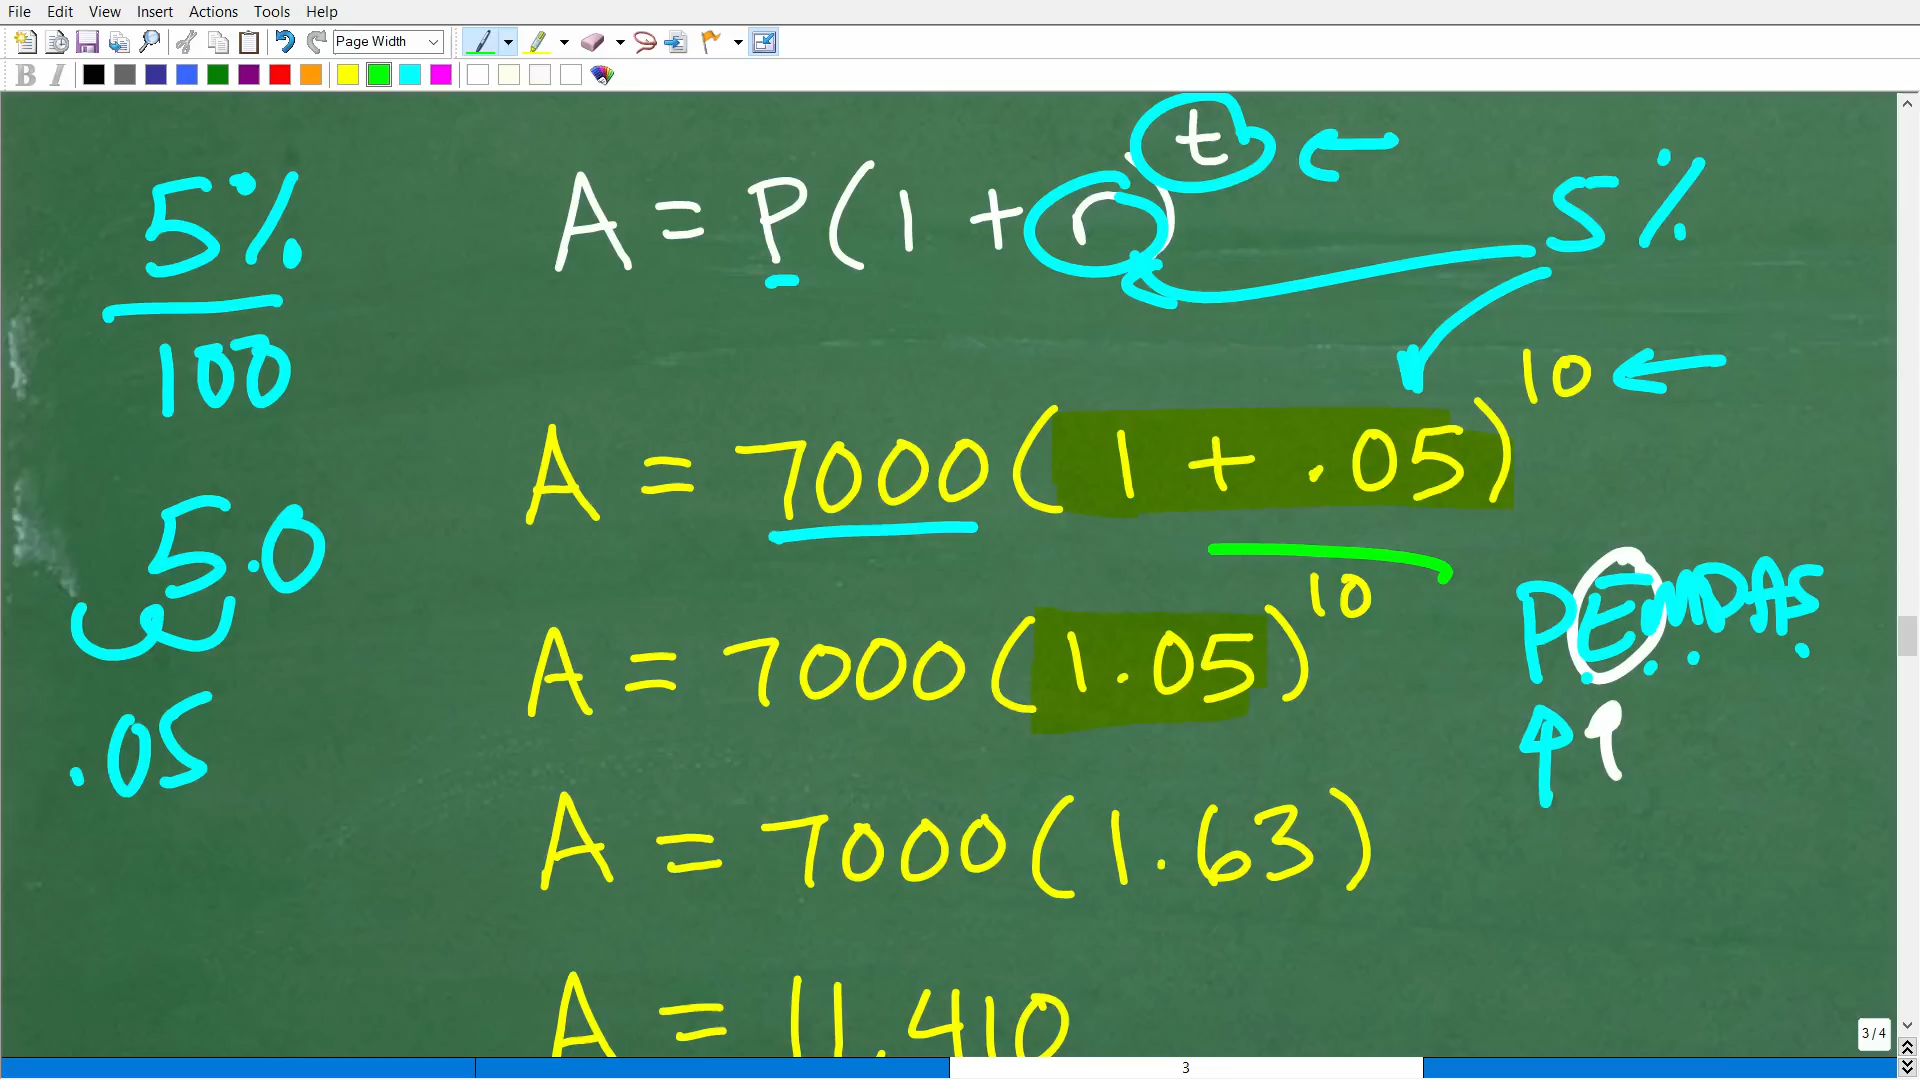 File Edit View Insert Actions Tools Help
Page Width
B I
A = P(1 + r)^t
5%
100
5%
A = 7000(1 + .05)^10
5.0
.05
A = 7000(1.05)^10
PEMDAS
A = 7000(1.63)
A = 11,410
3 / 4
3